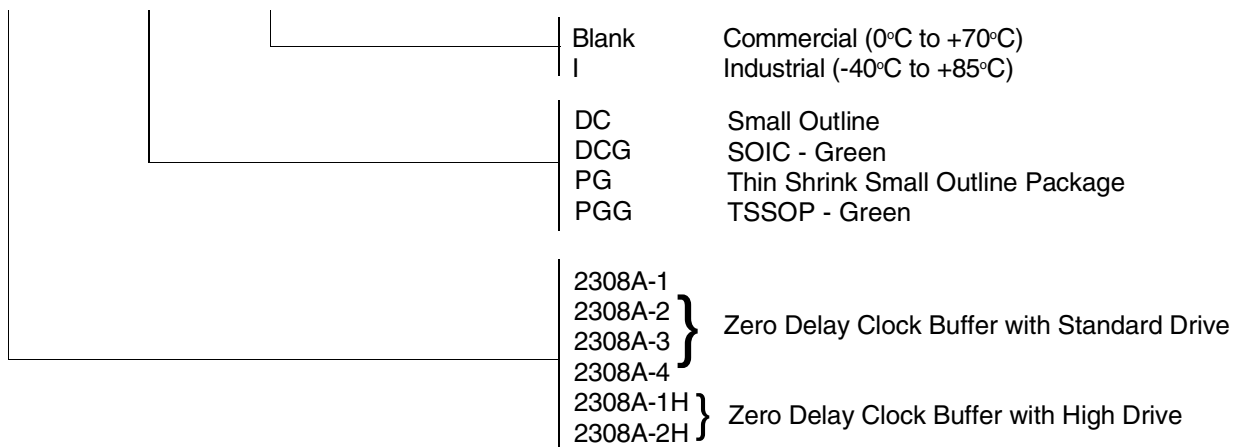 Blank Commercial (0°C to +70°C)
I Industrial (-40°C to +85°C)
DC Small Outline
DCG SOIC - Green
PG Thin Shrink Small Outline Package
PGG TSSOP - Green
2308A-1
2308A-2
2308A-3
2308A-4
Zero Delay Clock Buffer with Standard Drive
2308A-1H
2308A-2H
Zero Delay Clock Buffer with High Drive